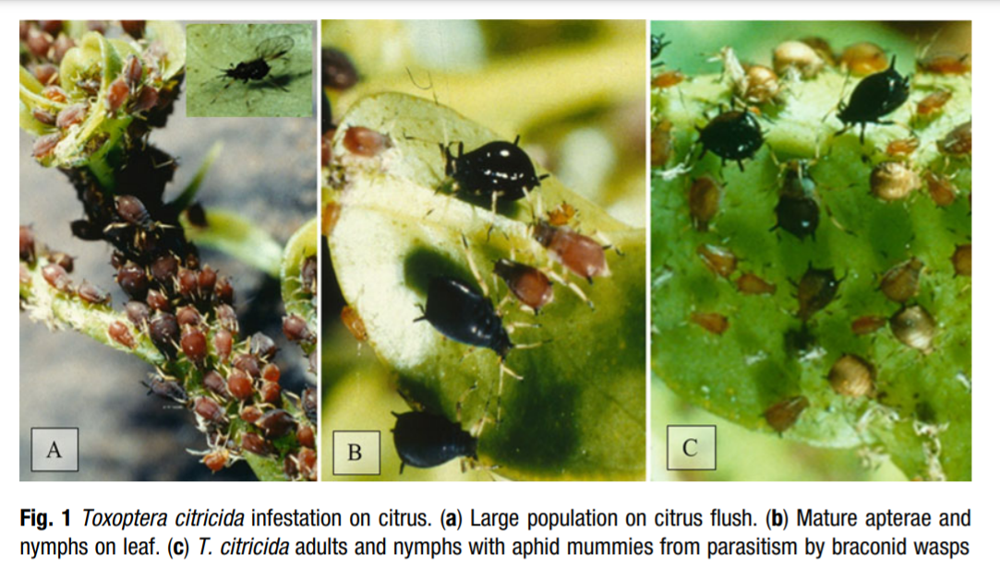 A
B
C
Fig. 1 Toxoptera citricida infestation on citrus. (a) Large population on citrus flush. (b) Mature apterae and
nymphs on leaf. (c) T. citricida adults and nymphs with aphid mummies from parasitism by braconid wasps